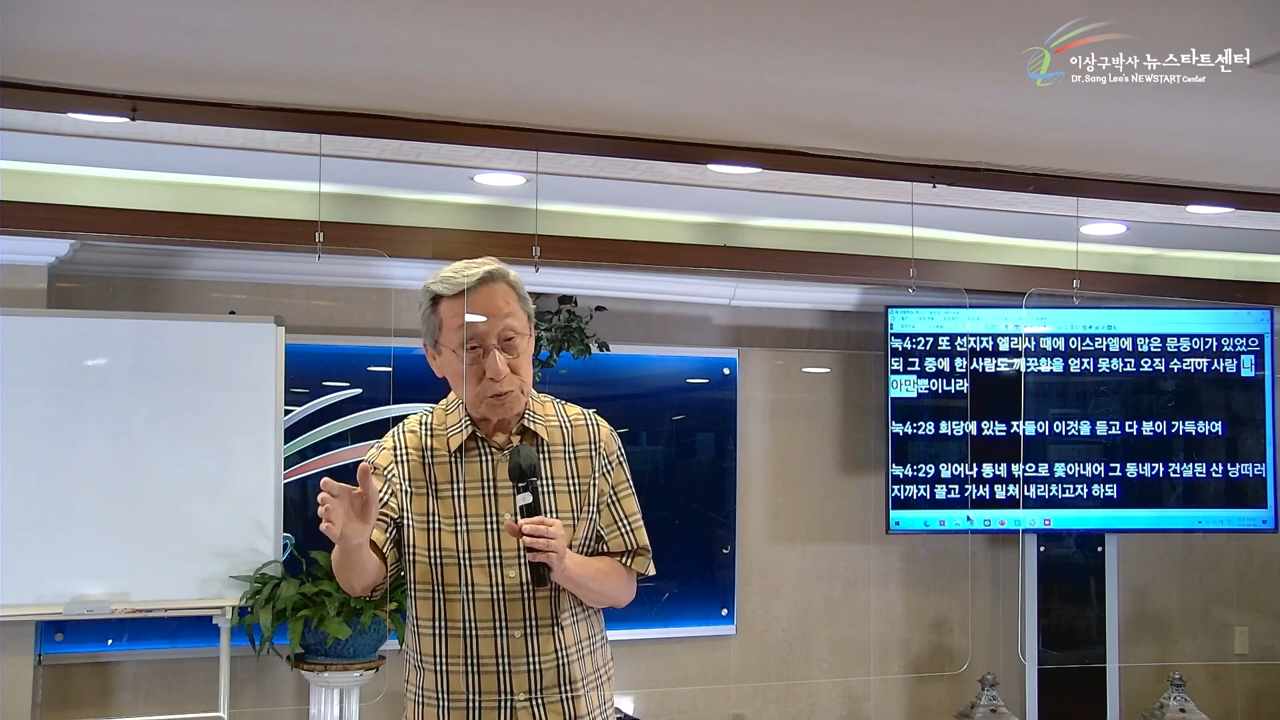 이상구박사 뉴스타트센터
Dr. Sang Lee's NEWSTART Center
눅4:27 또 선지자 엘리사 때에 이스라엘에 많은 문둥이가 있었으
되 그 중에 한 사람도 깨끗함을 얻지 못하고 오직 수리아 사람 나
아만뿐이니라
눅4:28 회당에 있는 자들이 이것을 듣고 다 분이 가득하여
눅4:29 일어나 동네 밖으로 쫓아내어 그 동네가 건설된 산 낭떠러
지까지 끌고 가서 밀쳐 내리치고자 하되